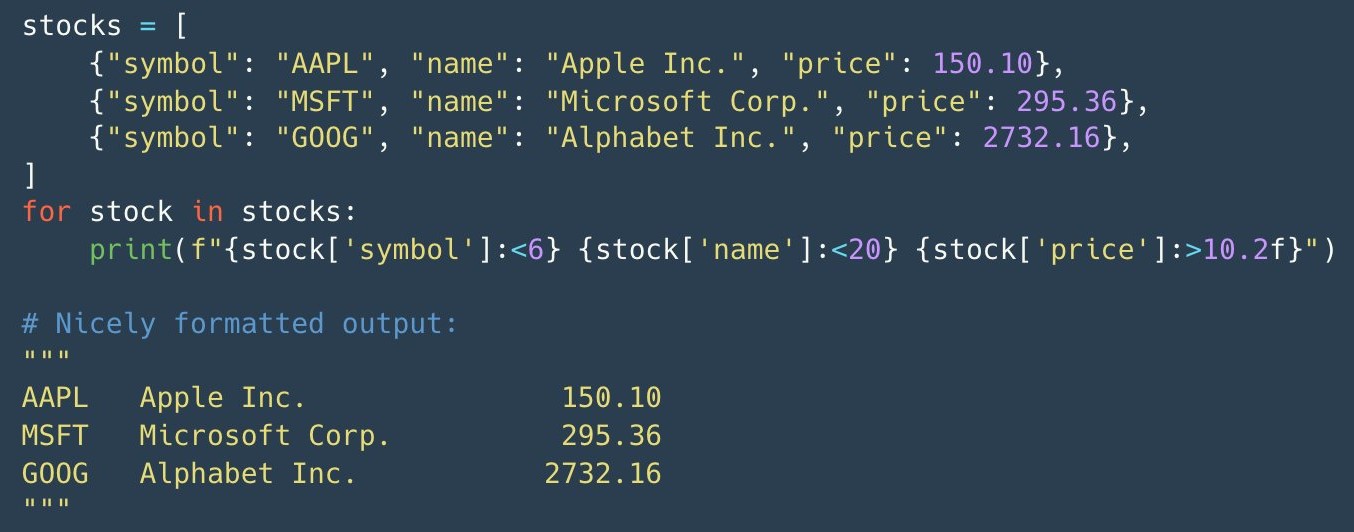 stocks = [
    {"symbol": "AAPL", "name": "Apple Inc.", "price": 150.10},
    {"symbol": "MSFT", "name": "Microsoft Corp.", "price": 295.36},
    {"symbol": "GOOG", "name": "Alphabet Inc.", "price": 2732.16},
]
for stock in stocks:
    print(f"{stock['symbol']:<6} {stock['name']:<20} {stock['price']:>10.2f}")

# Nicely formatted output:
"""
AAPL   Apple Inc.               150.10
MSFT   Microsoft Corp.          295.36
GOOG   Alphabet Inc.           2732.16
"""